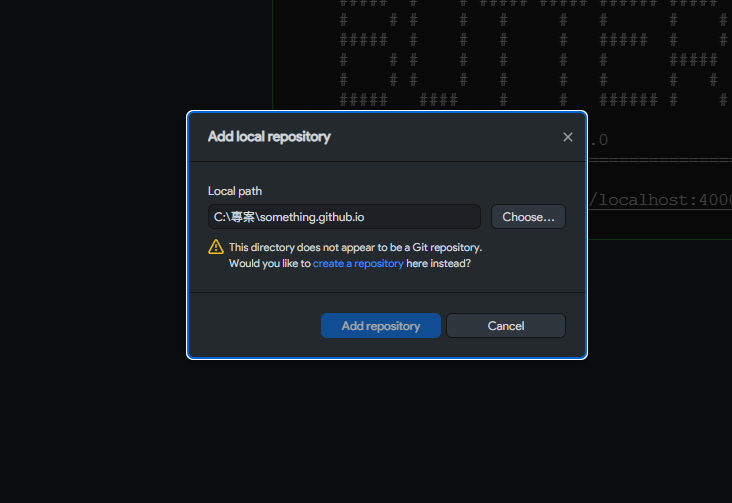 .0
/localhost:4000
Add local repository
Local path
C:\專案\something.github.io
Choose...
This directory does not appear to be a Git repository.
Would you like to create a repository here instead?
Add repository
Cancel